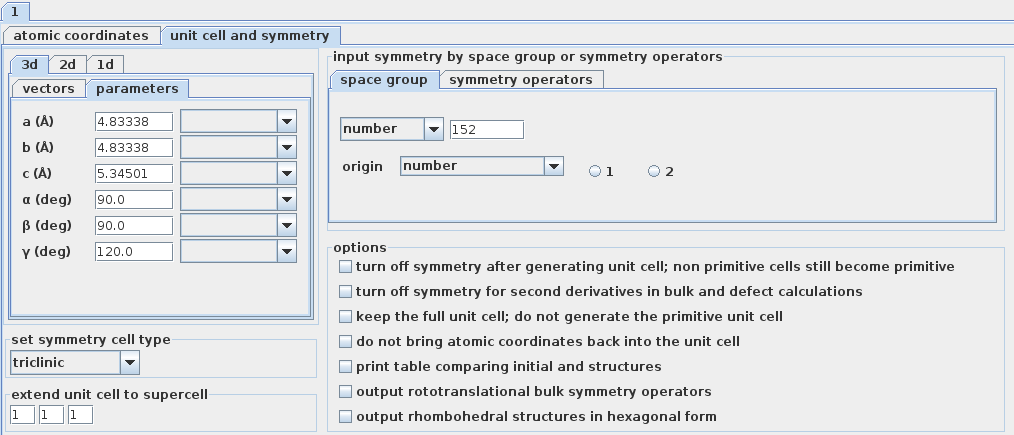 1
atomic coordinates
unit cell and symmetry
3d
2d
1d
vectors
parameters
a (Å)
4.83338
b (Å)
4.83338
c (Å)
5.34501
α (deg)
90.0
β (deg)
90.0
γ (deg)
120.0
set symmetry cell type
triclinic
extend unit cell to supercell
1
1
1
input symmetry by space group or symmetry operators
space group
symmetry operators
number
152
origin
number
1
2
options
turn off symmetry after generating unit cell; non primitive cells still become primitive
turn off symmetry for second derivatives in bulk and defect calculations
keep the full unit cell; do not generate the primitive unit cell
do not bring atomic coordinates back into the unit cell
print table comparing initial and structures
output rototranslational bulk symmetry operators
output rhombohedral structures in hexagonal form